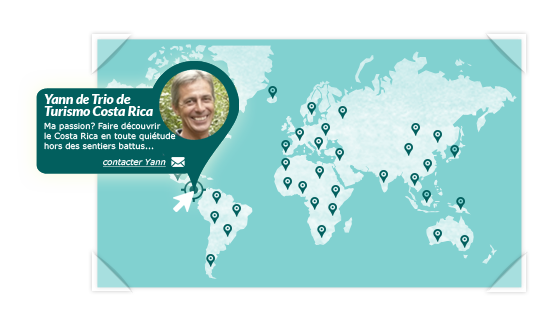 Yann de Trio de
Turismo Costa Rica
Ma passion? Faire découvrir
le Costa Rica en toute quiétude
hors des sentiers battus...
contacter Yann